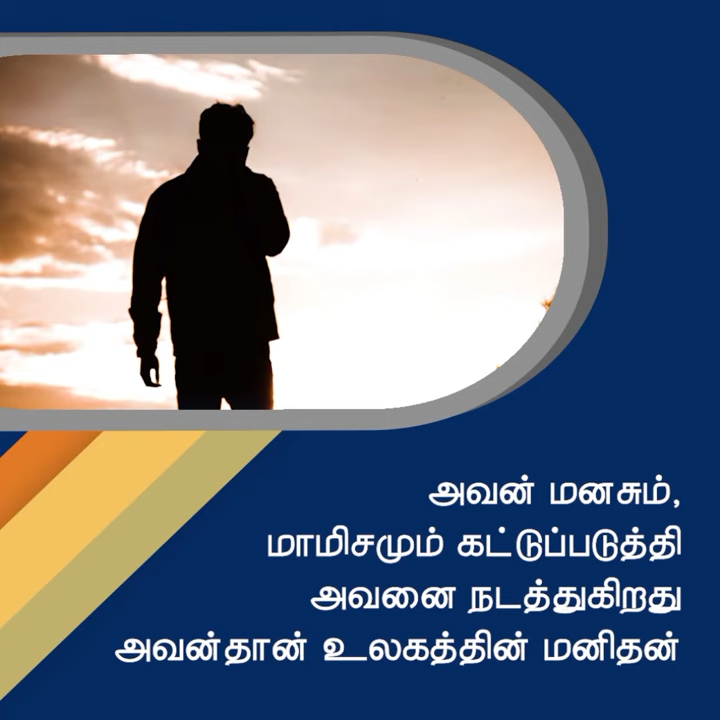 அவன் மனசும்,
மாமிசமும் கட்டுப்படுத்தி
அவனை நடத்துகிறது
அவன்தான் உலகத்தின் மனிதன்